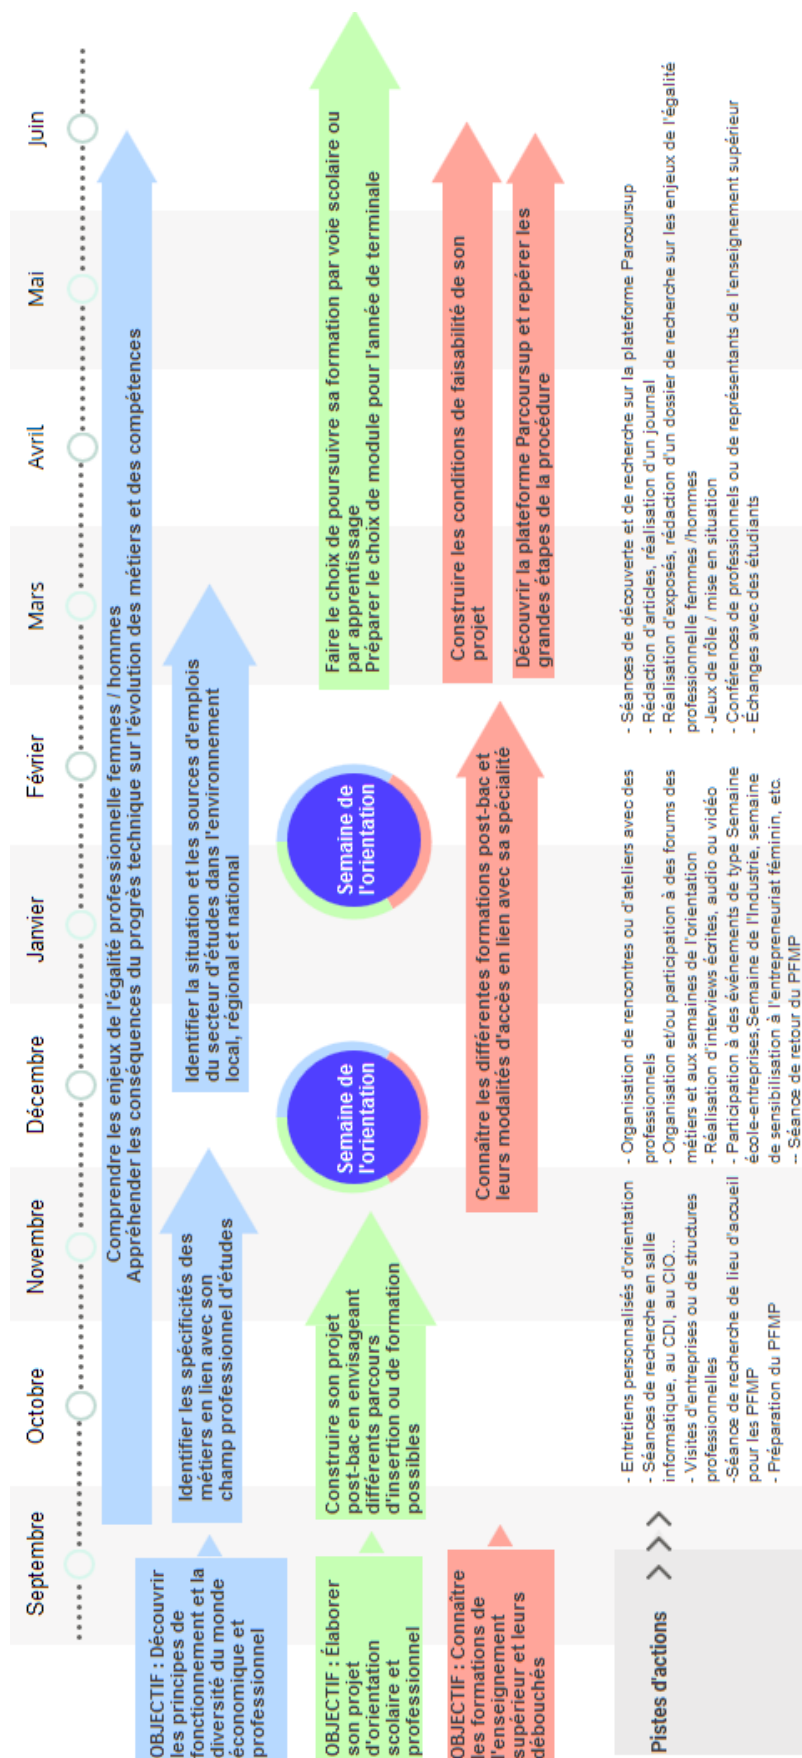 Septembre
Octobre
Novembre
Décembre
Janvier
Février
Mars
Avril
Mai
Juin
OBJECTIF : Découvrir
les principes de
fonctionnement et la
diversité du monde
économique et
professionnel
Comprendre les enjeux de l'égalité professionnelle femmes / hommes
Appréhender les conséquences du progrès technique sur l'évolution des métiers et des compétences
Identifier les spécificités des
métiers en lien avec son
champ professionnel d'études
Identifier la situation et les sources d'emplois
du secteur d'études dans l'environnement
local, régional et national
OBJECTIF : Élaborer
son projet
d'orientation
scolaire et
professionnel
Construire son projet
post-bac en envisageant
différents parcours
d'insertion ou de formation
possibles
Semaine de
l'orientation
Semaine de
l'orientation
Faire le choix de poursuivre sa formation par voie scolaire ou
par apprentissage
Préparer le choix de module pour l'année de terminale
OBJECTIF : Connaître
les formations de
l'enseignement
supérieur et leurs
débouchés
Connaître les différentes formations post-bac et
leurs modalités d'accès en lien avec sa spécialité
Construire les conditions de faisabilité de son
projet
Découvrir la plateforme Parcoursup et repérer les
grandes étapes de la procédure
Pistes d'actions
- Entretiens personnalisés d'orientation
- Séances de recherche en salle
informatique, au CDI, au CIO...
- Visites d'entreprises ou de structures
professionnelles
-Séance de recherche de lieu d'accueil
pour les PFMP
- Préparation du PFMP
- Organisation de rencontres ou d'ateliers avec des
professionnels
- Organisation et/ou participation à des forums des
métiers et aux semaines de l'orientation
- Réalisation d'interviews écrites, audio ou vidéo
- Participation à des événements de type Semaine
école-entreprises,Semaine de l'Industrie, semaine
de sensibilisation à l'entrepreneuriat féminin, etc.
-- Séance de retour du PFMP
- Séances de découverte et de recherche sur la plateforme Parcoursup
- Rédaction d'articles, réalisation d'un journal
- Réalisation d'exposés, rédaction d'un dossier de recherche sur les enjeux de l'égalité
professionnelle femmes /hommes
- Jeux de rôle / mise en situation
- Conférences de professionnels ou de représentants de l'enseignement supérieur
- Échanges avec des étudiants